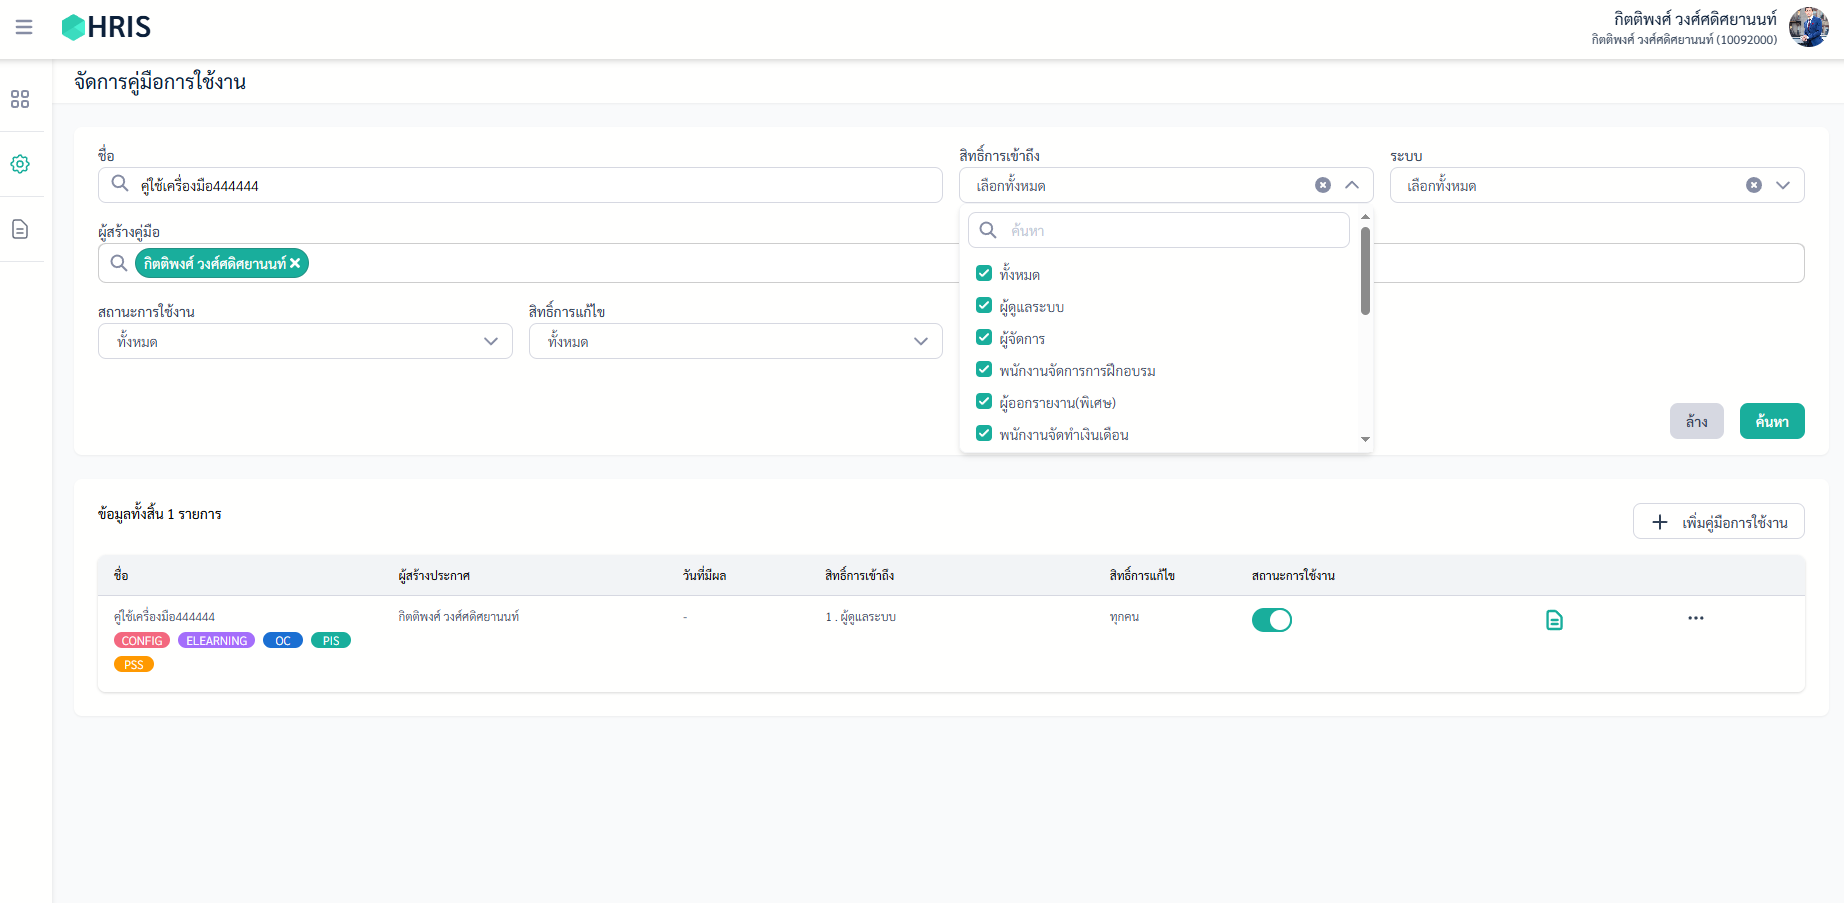 HRIS
กิตติพงศ์ วงศ์ศดิศยานนท์
กิตติพงศ์ วงศ์ศดิศยานนท์ (10092000)
จัดการคู่มือการใช้งาน
ชื่อ
คู่ใช้เครื่องมือ444444
สิทธิ์การเข้าถึง
เลือกทั้งหมด
ระบบ
เลือกทั้งหมด
ค้นหา
ทั้งหมด
ผู้ดูแลระบบ
ผู้จัดการ
พนักงานจัดการการฝึกอบรม
ผู้ออกรายงาน(พิเศษ)
พนักงานจัดทำเงินเดือน
ผู้สร้างคู่มือ
กิตติพงศ์ วงศ์ศดิศยานนท์
สถานะการใช้งาน
ทั้งหมด
สิทธิ์การแก้ไข
ทั้งหมด
ล้าง
ค้นหา
ข้อมูลทั้งสิ้น 1 รายการ
เพิ่มคู่มือการใช้งาน
ชื่อ ผู้สร้างประกาศ วันที่มีผล สิทธิ์การเข้าถึง สิทธิ์การแก้ไข สถานะการใช้งาน
คู่ใช้เครื่องมือ444444 กิตติพงศ์ วงศ์ศดิศยานนท์ - 1 . ผู้ดูแลระบบ ทุกคน
CONFIG ELEARNING OC PIS
PSS